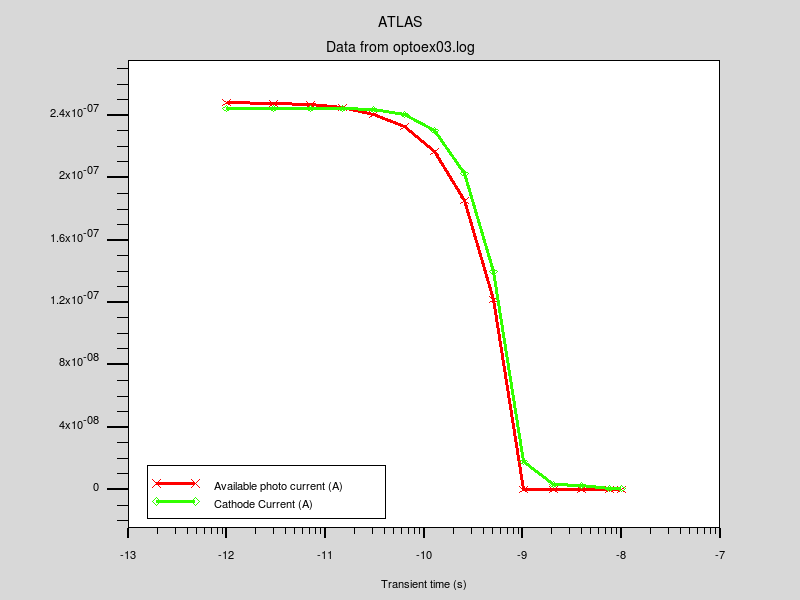 ATLAS
Data from optoex03.log
2.4x10-07
2x10-07
1.6x10-07
1.2x10-07
8x10-08
4x10-08
0
Available photo current (A)
Cathode Current (A)
-13 -12 -11 -10 -9 -8 -7
Transient time (s)